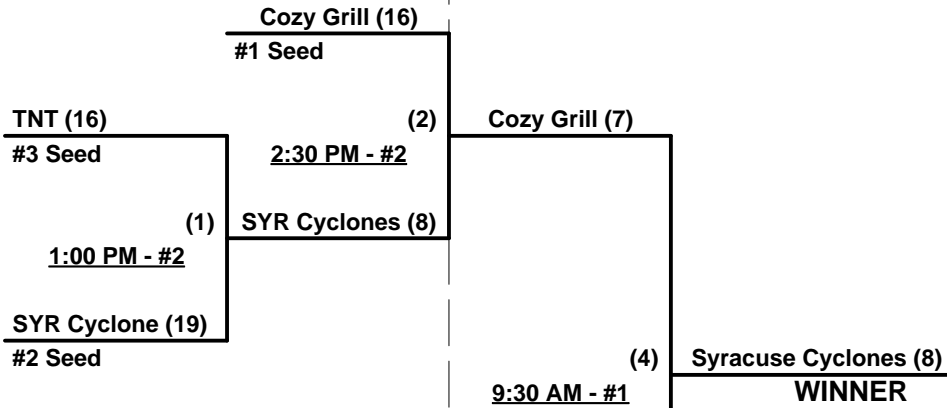 Cozy Grill (16)
#1 Seed
TNT (16)
(2)
Cozy Grill (7)
#3 Seed
2:30 PM - #2
(1)
SYR Cyclones (8)
1:00 PM - #2
SYR Cyclone (19)
#2 Seed
(4)
Syracuse Cyclones (8)
9:30 AM - #1
WINNER